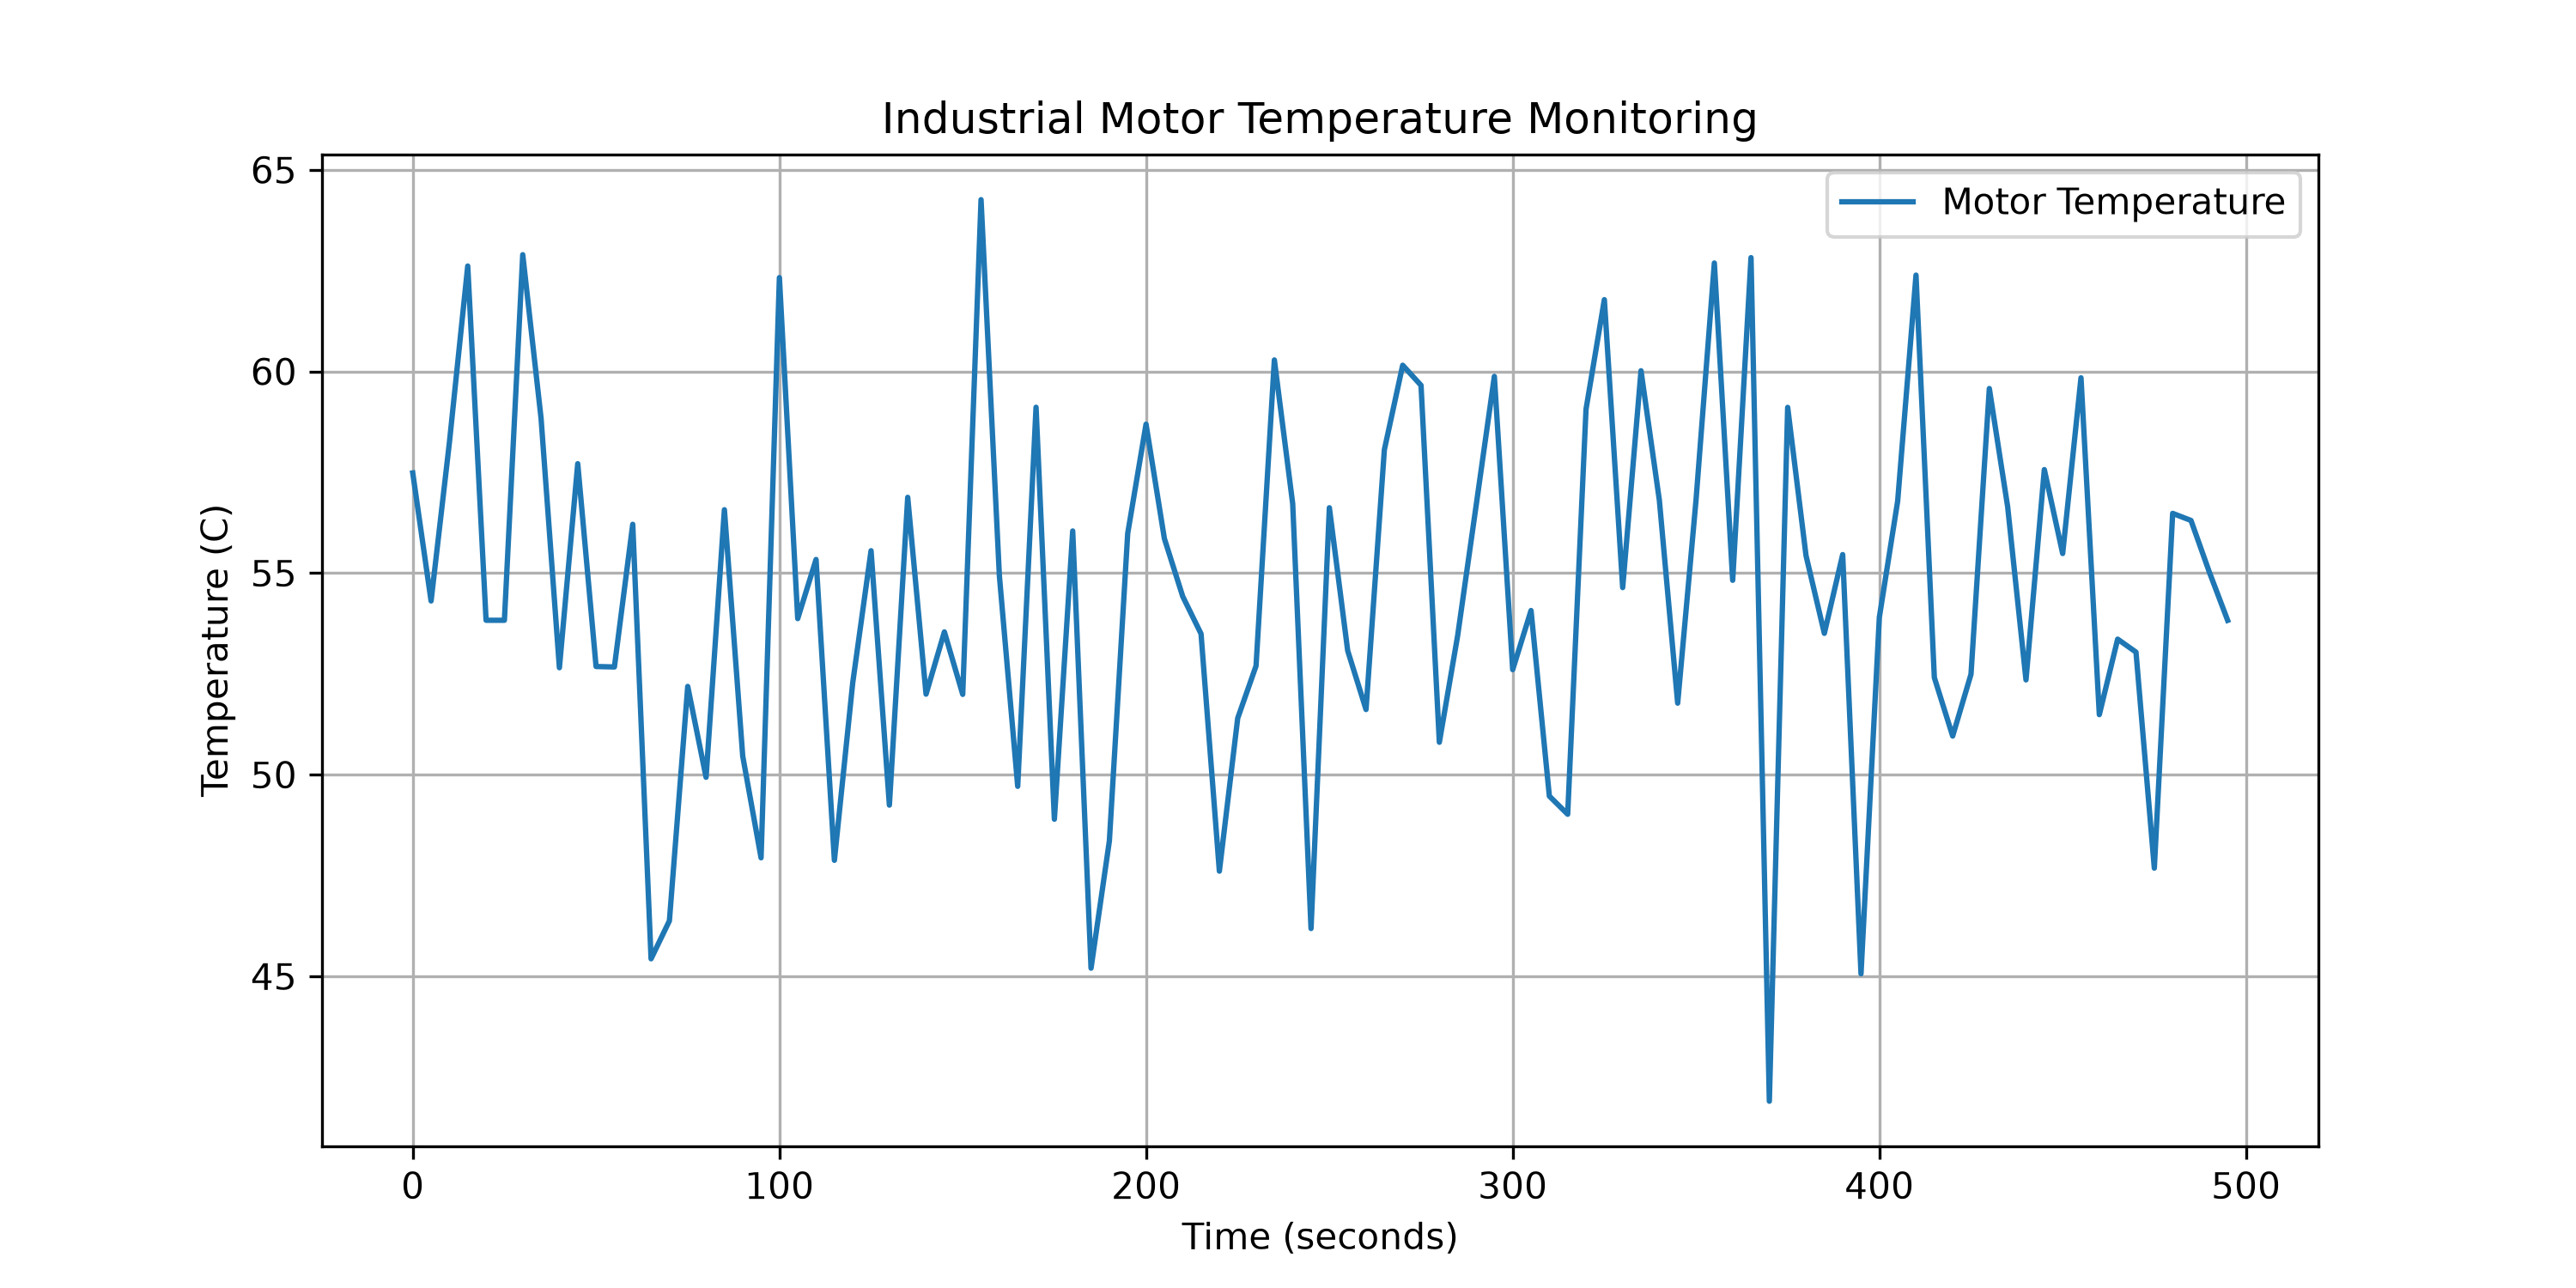 Industrial Motor Temperature Monitoring
Motor Temperature
Temperature (C)
65
60
55
50
45
0 100 200 300 400 500
Time (seconds)